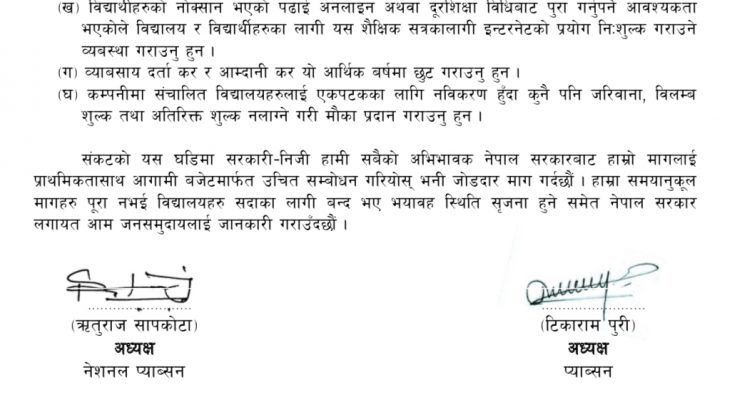 (ख) विद्यार्थीहरुको नोक्सान भएको पढाई अनलाइन अथवा दूरशिक्षा विधिबाट पुरा गर्नुपर्ने आवश्यकता
भएकोले विद्यालय र विद्यार्थीहरुका लागी यस शैक्षिक सत्रकालागी इन्टरनेटको प्रयोग नि:शुल्क गराउने
व्यबस्था गराउनु हुन ।
(ग) व्याबसाय दर्ता कर र आम्दानी कर यो आर्थिक बर्षमा छुट गराउनु हुन ।
(घ) कम्पनीमा संचालित विद्यालयहरुलाई एकपटकका लागि नविकरण हुँदा कुनै पनि जरिवाना, विलम्ब
शुल्क तथा अतिरिक्त शुल्क नलाग्ने गरी मौका प्रदान गराउनु हुन ।
संकटको यस घडिमा सरकारी-निजी हामी सबैको अभिभावक नेपाल सरकारबाट हाम्रो मागलाई
प्राथमिकतासाथ आगामी बजेटमार्फत उचित सम्बोधन गरियोस् भनी जोडदार माग गर्दछौं । हाम्रा समयानुकूल
मागहरु पूरा नभई विद्यालयहरु सदाका लागी बन्द भए भयावह स्थिति सृजना हुने समेत नेपाल सरकार
लगायत आम जनसमुदायलाई जानकारी गराउँदछौं ।
(ऋतुराज सापकोटा)
(टिकाराम पुरी)
अध्यक्ष
अध्यक्ष
नेशनल प्याब्सन
प्याब्सन